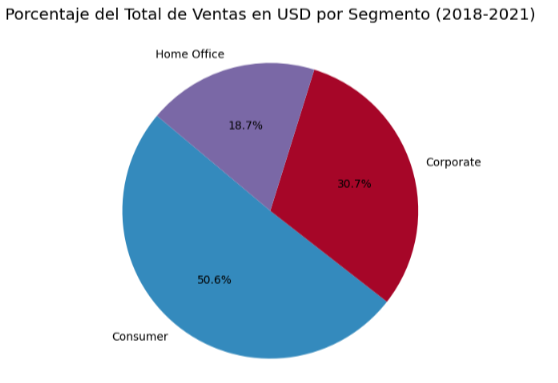 Porcentaje del Total de Ventas en USD por Segmento (2018-2021)
Home Office
18.7%
Corporate
30.7%
50.6%
Consumer